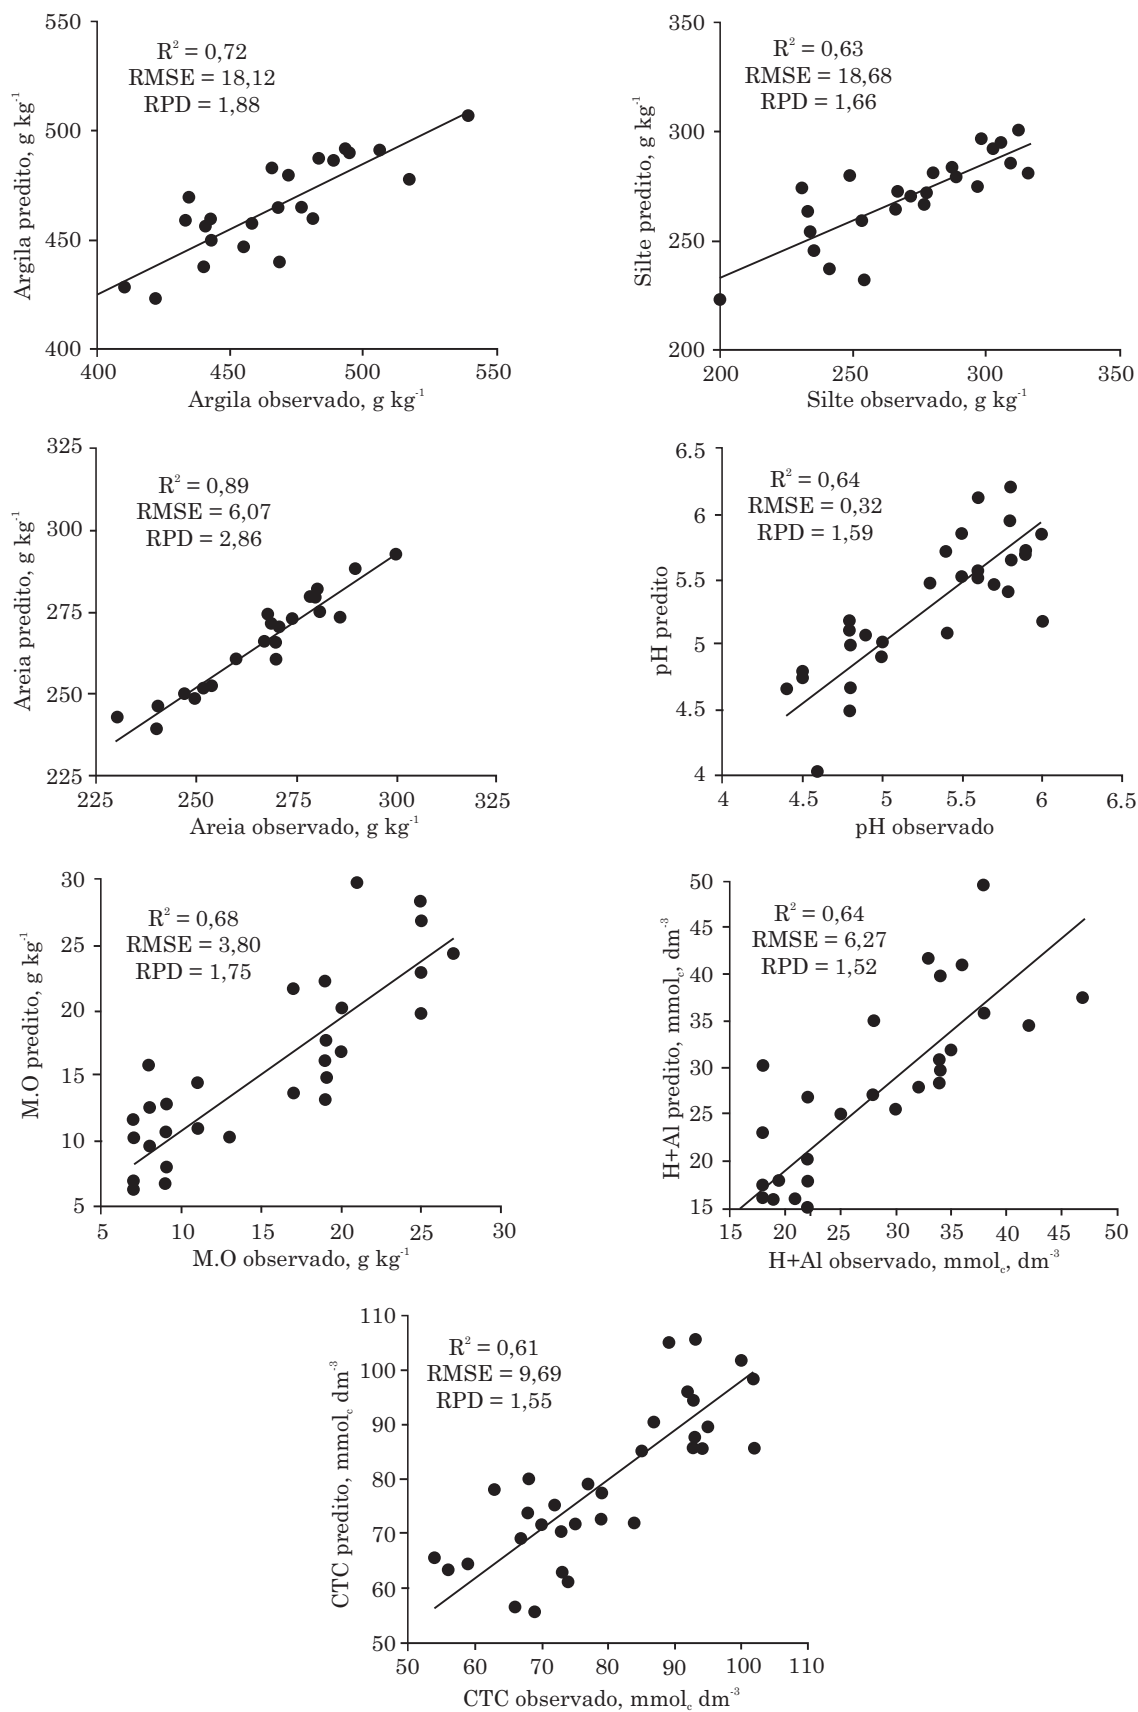 550
500
450
400
Argila predito, g kg⁻¹
R² = 0,72
RMSE = 18,12
RPD = 1,88
400 450 500 550
Argila observado, g kg⁻¹
350
300
250
200
Silte predito, g kg⁻¹
R² = 0,63
RMSE = 18,68
RPD = 1,66
200 250 300 350
Silte observado, g kg⁻¹
325
300
275
250
225
Areia predito, g kg⁻¹
R² = 0,89
RMSE = 6,07
RPD = 2,86
225 250 275 300 325
Areia observado, g kg⁻¹
6.5
6
5.5
5
4.5
4
pH predito
R² = 0,64
RMSE = 0,32
RPD = 1,59
4 4.5 5 5.5 6 6.5
pH observado
30
25
20
15
10
5
M.O predito, g kg⁻¹
R² = 0,68
RMSE = 3,80
RPD = 1,75
5 10 15 20 25 30
M.O observado, g kg⁻¹
50
45
40
35
30
25
20
15
H+Al predito, mmol꜀, dm⁻³
R² = 0,64
RMSE = 6,27
RPD = 1,52
15 20 25 30 35 40 45 50
H+Al observado, mmol꜀, dm⁻³
110
100
90
80
70
60
50
CTC predito, mmol꜀ dm⁻³
R² = 0,61
RMSE = 9,69
RPD = 1,55
50 60 70 80 90 100 110
CTC observado, mmol꜀ dm⁻³